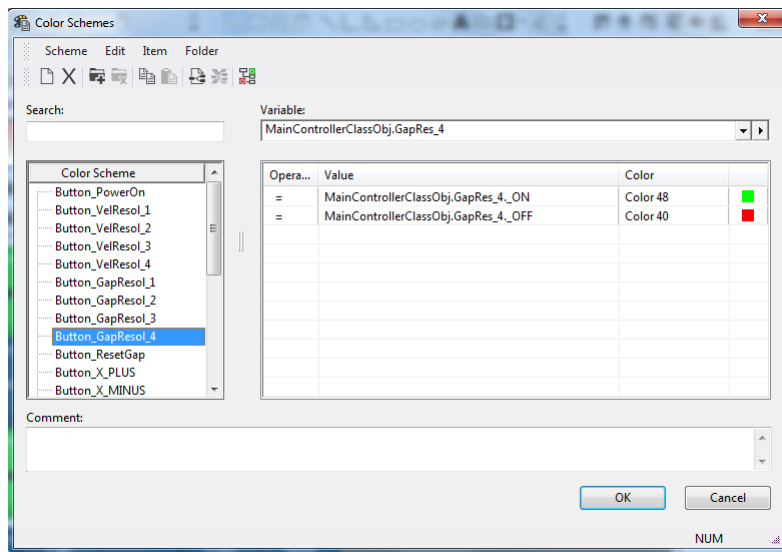 Color Schemes
Scheme Edit Item Folder
Search:
Variable:
MainControllerClassObj.GapRes_4
Color Scheme
Button_PowerOn
Button_VelResol_1
Button_VelResol_2
Button_VelResol_3
Button_VelResol_4
Button_GapResol_1
Button_GapResol_2
Button_GapResol_3
Button_GapResol_4
Button_ResetGap
Button_X_PLUS
Button_X_MINUS
Opera... Value Color
= MainControllerClassObj.GapRes_4._ON Color 48
= MainControllerClassObj.GapRes_4._OFF Color 40
Comment:
OK Cancel
NUM